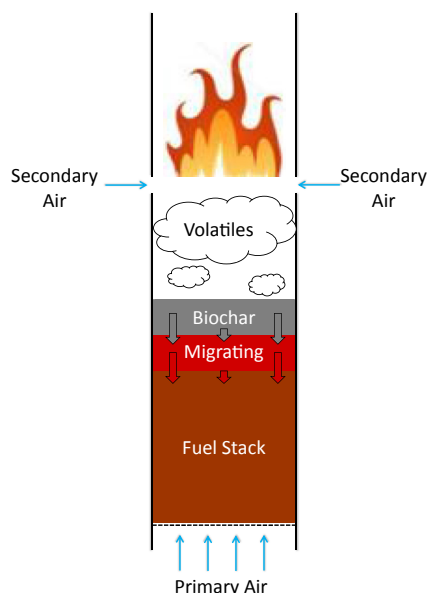 Secondary
Air
Secondary
Air
Volatiles
Biochar
Migrating
Fuel Stack
Primary Air